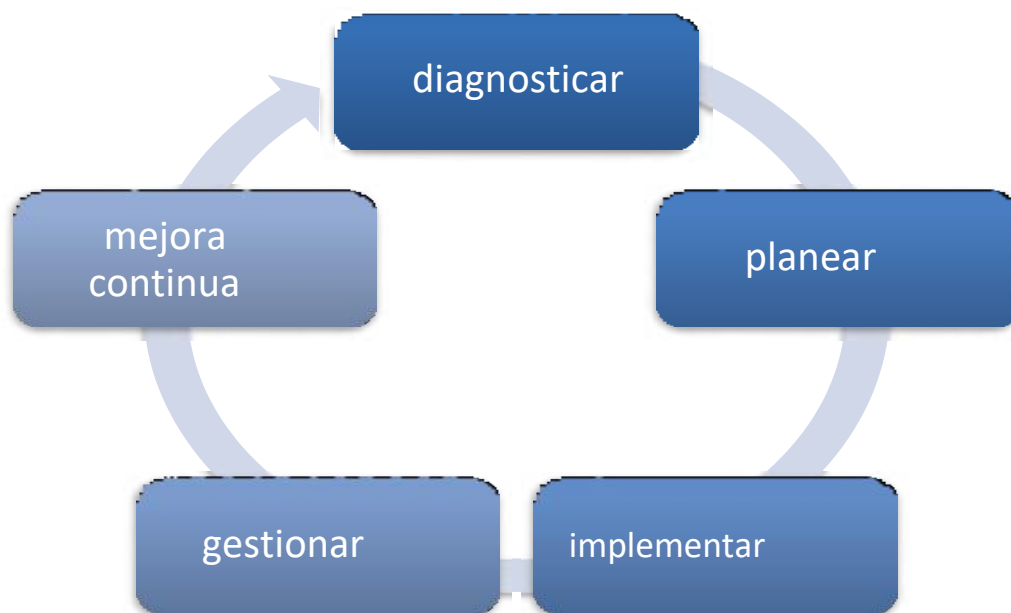 diagnosticar
planear
implementar
gestionar
mejora
continua